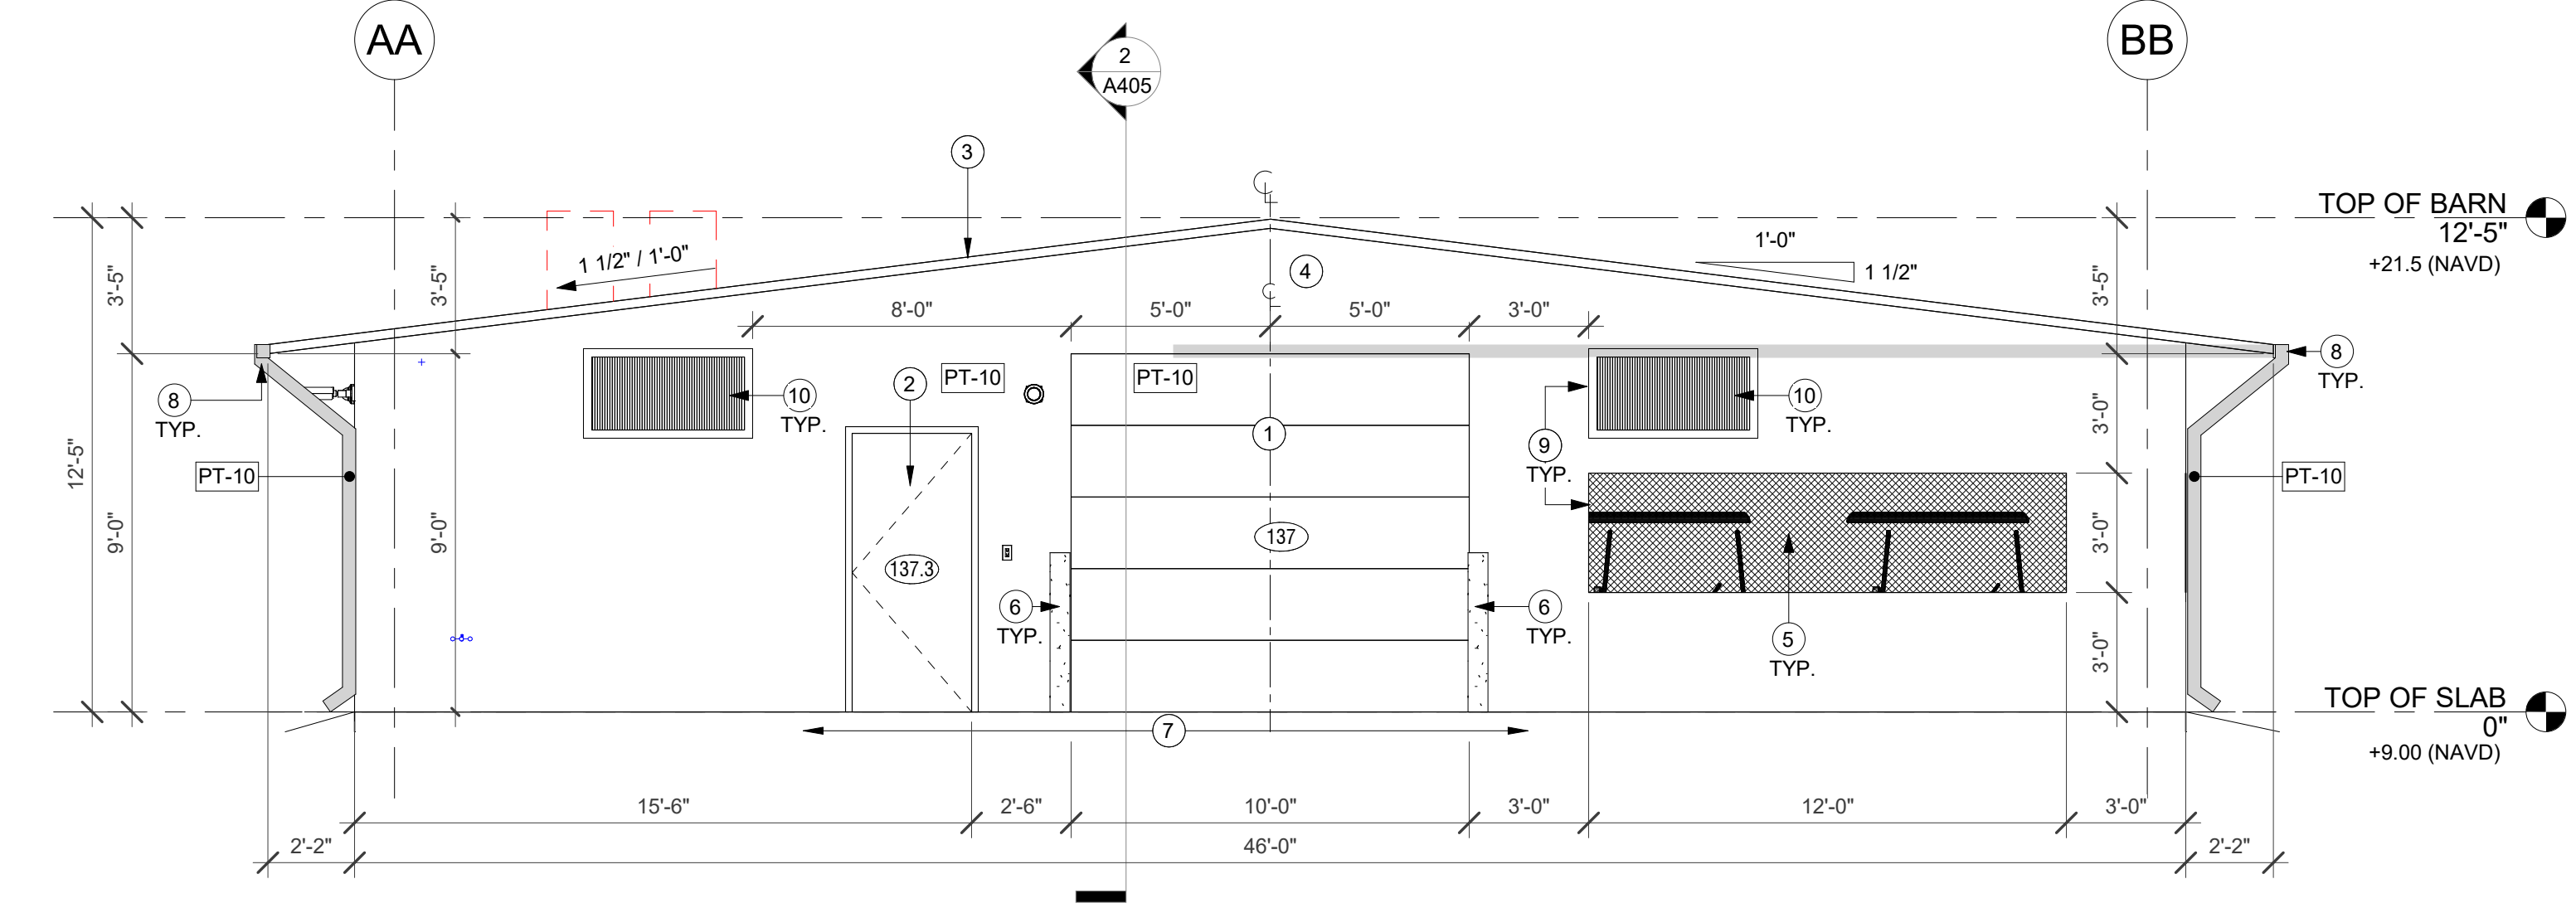 AA
BB
2
A405
3
TOP OF BARN
12'-5"
+21.5 (NAVD)
1 1/2" / 1'-0"
1'-0"
1 1/2"
4
3'-5"
3'-5"
3'-5"
8'-0"
5'-0"
5'-0"
3'-0"
8
TYP.
8
TYP.
2
PT-10
PT-10
10
TYP.
10
TYP.
1
9
TYP.
3'-0"
12'-5"
PT-10
PT-10
9'-0"
9'-0"
137
3'-0"
137.3
6
TYP.
6
TYP.
5
TYP.
3'-0"
TOP OF SLAB
0"
+9.00 (NAVD)
7
15'-6"
2'-6"
10'-0"
3'-0"
12'-0"
3'-0"
2'-2"
46'-0"
2'-2"